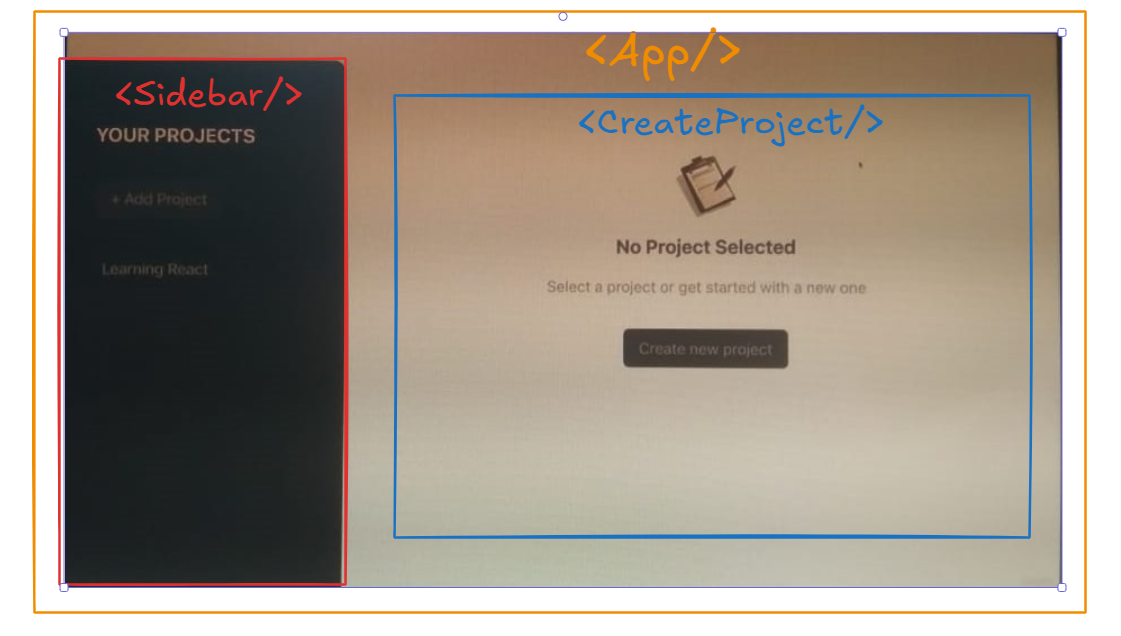 <App/>
<Sidebar/>
YOUR PROJECTS
+ Add Project
Learning React
<CreateProject/>
No Project Selected
Select a project or get started with a new one
Create new project